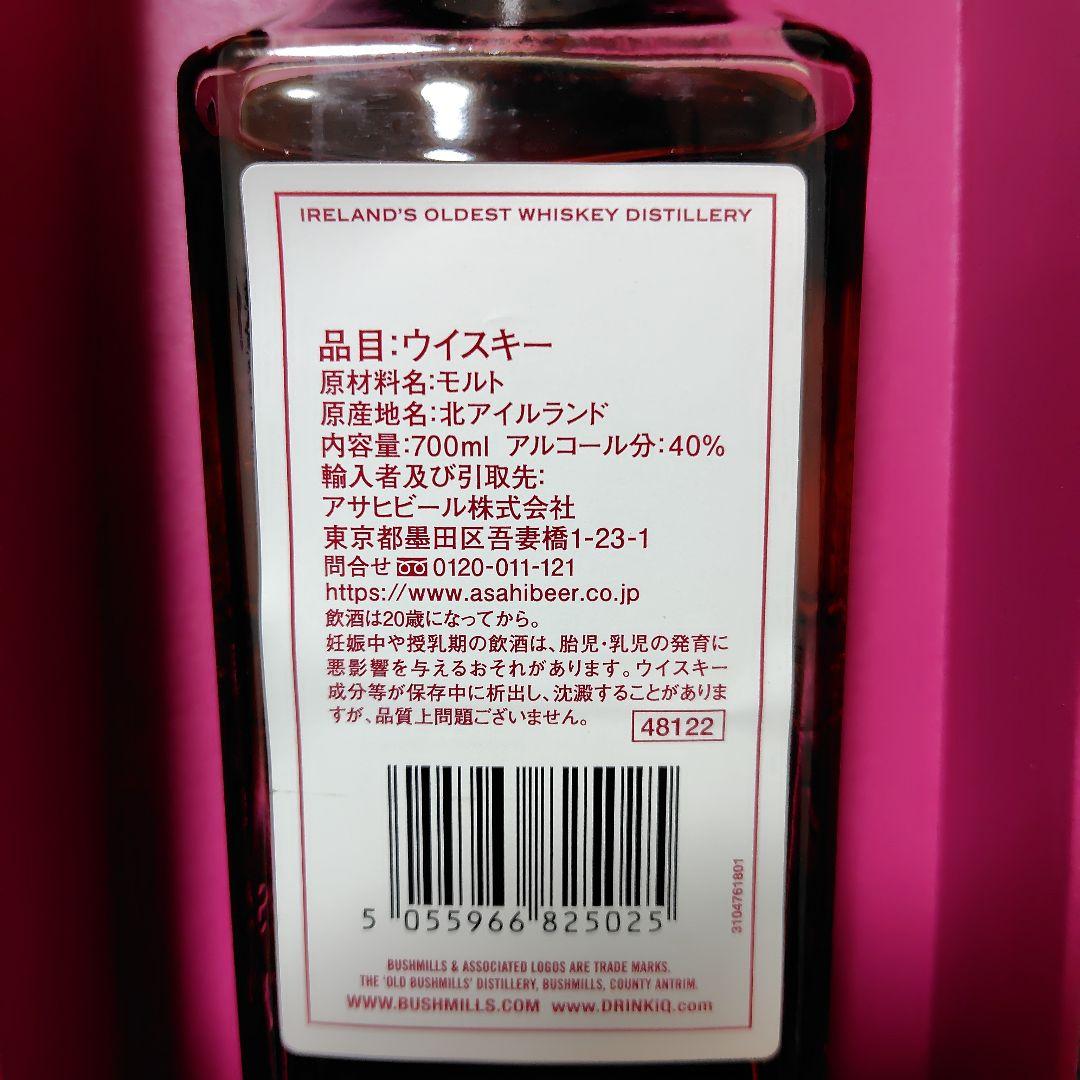 IRELAND'S OLDEST WHISKEY DISTILLERY
品目:ウイスキー
原材料名:モルト
原産地名:北アイルランド
内容量:700ml アルコール分:40%
輸入者及び引取先:
アサヒビール株式会社
東京都墨田区吾妻橋1-23-1
問合せ 0120-011-121
https://www.asahibeer.co.jp
飲酒は20歳になってから。
妊娠中や授乳期の飲酒は、胎児・乳児の発育に
悪影響を与えるおそれがあります。ウイスキー
成分等が保存中に析出し、沈澱することがありま
すが、品質上問題ございません。
48122
5 055966 825025
3104761801
BUSHMILLS & ASSOCIATED LOGOS ARE TRADE MARKS.
THE 'OLD BUSHMILLS' DISTILLERY, BUSHMILLS, COUNTY ANTRIM.
WWW.BUSHMILLS.COM www.DRINKiQ.com